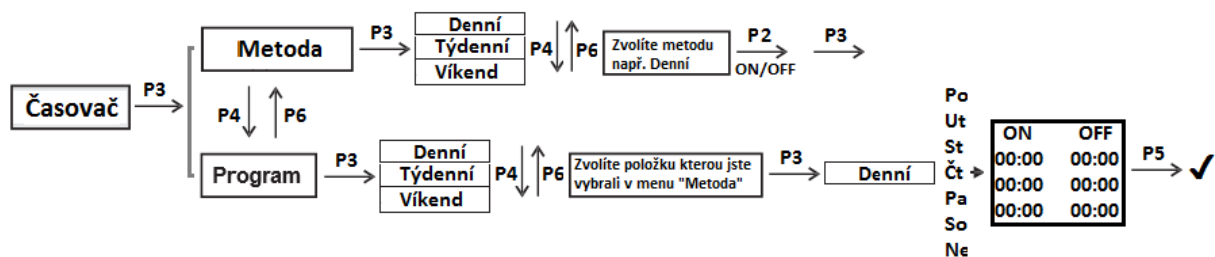 Časovač
P3
Metoda
P4
P6
Program
P3
Denní
Týdenní
Víkend
P4
P6
Zvolíte metodu
např. Denní
P2
ON/OFF
P3
P3
Denní
Týdenní
Víkend
P4
P6
Zvolíte položku kterou jste
vybrali v menu "Metoda"
P3
Denní
Po
Ut
St
Čt
Pa
So
Ne
ON OFF
00:00 00:00
00:00 00:00
00:00 00:00
P5